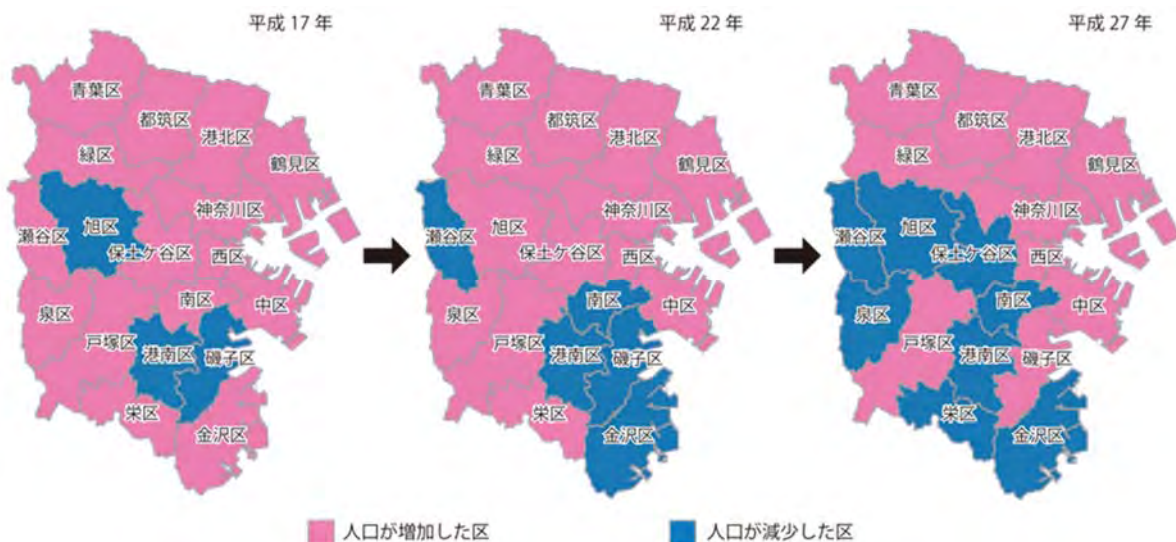 平成 17 年
青葉区
都筑区
港北区
緑区
鶴見区
神奈川区
旭区
瀬谷区
保土ケ谷区
西区
南区
中区
泉区
戸塚区
港南区
磯子区
栄区
金沢区
平成 22 年
青葉区
都筑区
港北区
緑区
鶴見区
神奈川区
旭区
瀬谷区
保土ケ谷区
西区
南区
中区
泉区
戸塚区
港南区
磯子区
栄区
金沢区
平成 27 年
青葉区
都筑区
港北区
緑区
鶴見区
神奈川区
旭区
瀬谷区
保土ケ谷区
西区
南区
中区
泉区
戸塚区
港南区
磯子区
栄区
金沢区
人口が増加した区
人口が減少した区